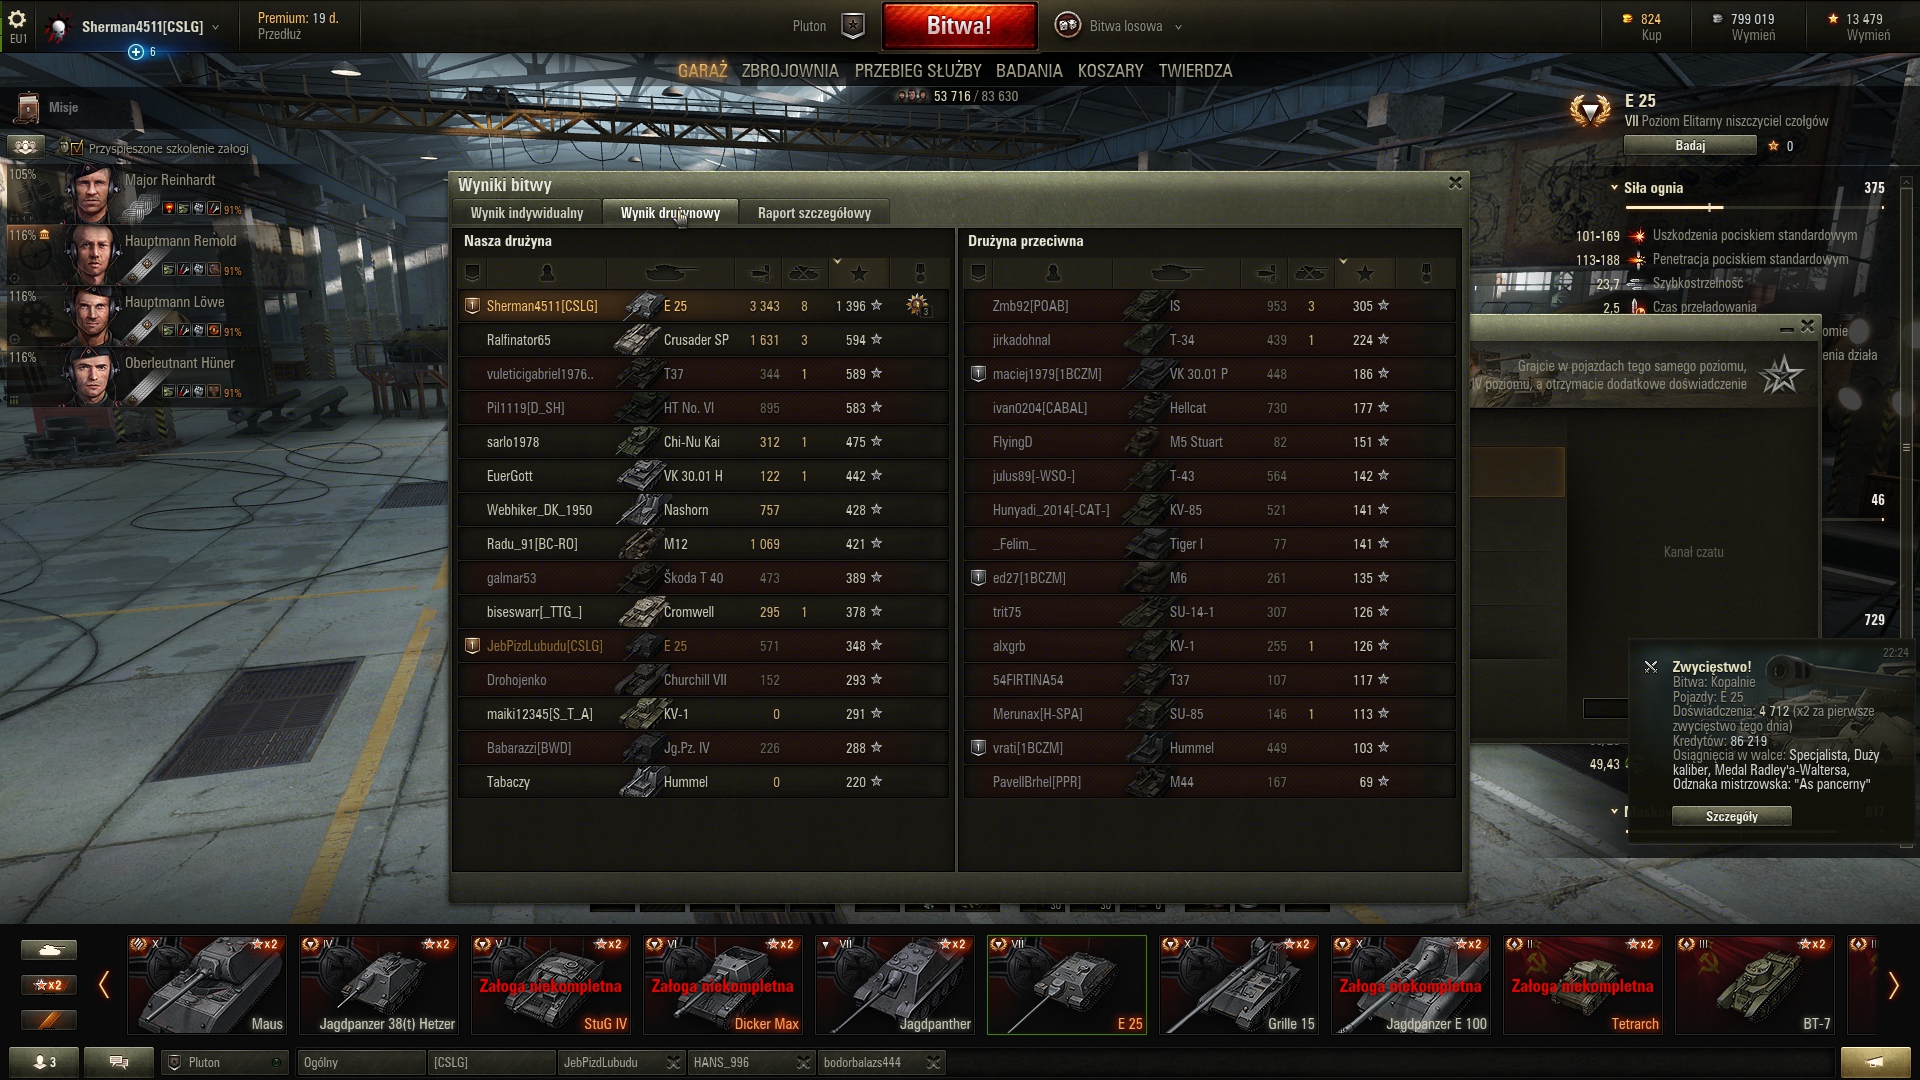 EU1
Sherman4511[CSLG]
6
Premium: 19 d.
Przedłuż
Pluton
Bitwa!
Bitwa losowa
824
Kup
799 019
Wymień
13 479
Wymień
GARAŻ ZBROJOWNIA PRZEBIEG SŁUŻBY BADANIA KOSZARY TWIERDZA
53 716 / 83 630
Misje
Przyspieszone szkolenie załogi
105% Major Reinhardt
91%
116% Hauptmann Remold
91%
116% Hauptmann Löwe
91%
116% Oberleutnant Hüner
91%
E 25
VII Poziom Elitarny niszczyciel czołgów
Badaj 0
Siła ognia 375
101-169 Uszkodzenia pociskiem standardowym
113-188 Penetracja pociskiem standardowym
23,7 Szybkostrzelność
2,5 Czas przeładowania
Wyniki bitwy
Wynik indywidualny
Wynik drużynowy
Raport szczegółowy
Nasza drużyna
Sherman4511[CSLG] E 25 3 343 8 1 396 3
Ralfinator65 Crusader SP 1 631 3 594
vuleticigabriel1976.. T37 344 1 589
Pil1119[D_SH] HT No. VI 895 583
sarlo1978 Chi-Nu Kai 312 1 475
EuerGott VK 30.01 H 122 1 442
Webhiker_DK_1950 Nashorn 757 428
Radu_91[BC-RO] M12 1 069 421
galmar53 Škoda T 40 473 389
biseswarr[_TTG_] Cromwell 295 1 378
JebPizdLubudu[CSLG] E 25 571 348
Drohojenko Churchill VII 152 293
maiki12345[S_T_A] KV-1 0 291
Babarazzi[BWD] Jg.Pz. IV 226 288
Tabaczy Hummel 0 220
Drużyna przeciwna
Zmb92[POAB] IS 953 3 305
jirkadohnal T-34 439 1 224
maciej1979[1BCZM] VK 30.01 P 448 186
ivan0204[CABAL] Hellcat 730 177
FlyingD M5 Stuart 82 151
julus89[-WSO-] T-43 564 142
Hunyadi_2014[-CAT-] KV-85 521 141
_Felim_ Tiger I 77 141
ed27[1BCZM] M6 261 135
trit75 SU-14-1 307 126
alxgrb KV-1 255 1 126
54FIRTINA54 T37 107 117
Merunax[H-SPA] SU-85 146 1 113
vrati[1BCZM] Hummel 449 103
PavellBrhel[PPR] M44 167 69
omie
enia działa
Grajcie w pojazdach tego samego poziomu,
IV poziomu, a otrzymacie dodatkowe doświadczenie
Kanał czatu
46
729
49,43
22:24
Zwycięstwo!
Bitwa: Kopalnie
Pojazdy: E 25
Doświadczenia: 4 712 (x2 za pierwsze
zwycięstwo tego dnia)
Kredytów: 86 219
Osiągnięcia w walce: Specjalista, Duży
kaliber, Medal Radley'a-Waltersa,
Odznaka mistrzowska: "As pancerny"
Szczegóły
x2
X x2 Maus
IV x2 Jagdpanzer 38(t) Hetzer
V x2 Załoga niekompletna StuG IV
VI x2 Załoga niekompletna Dicker Max
VII x2 Jagdpanther
VII E 25
X x2 Grille 15
X x2 Załoga niekompletna Jagdpanzer E 100
II x2 Załoga niekompletna Tetrarch
III x2 BT-7
3
Pluton
Ogólny
[CSLG]
JebPizdLubudu
HANS_996
bodorbalazs444